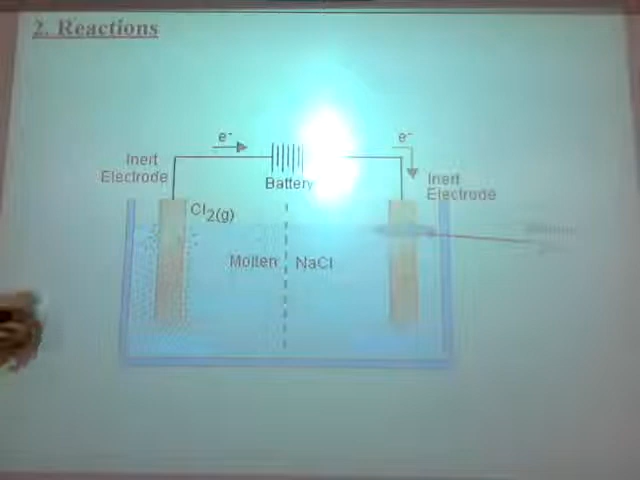 2. Reactions
e⁻
e⁻
Inert
Electrode
Battery
Inert
Electrode
Cl2(g)
Molten NaCl